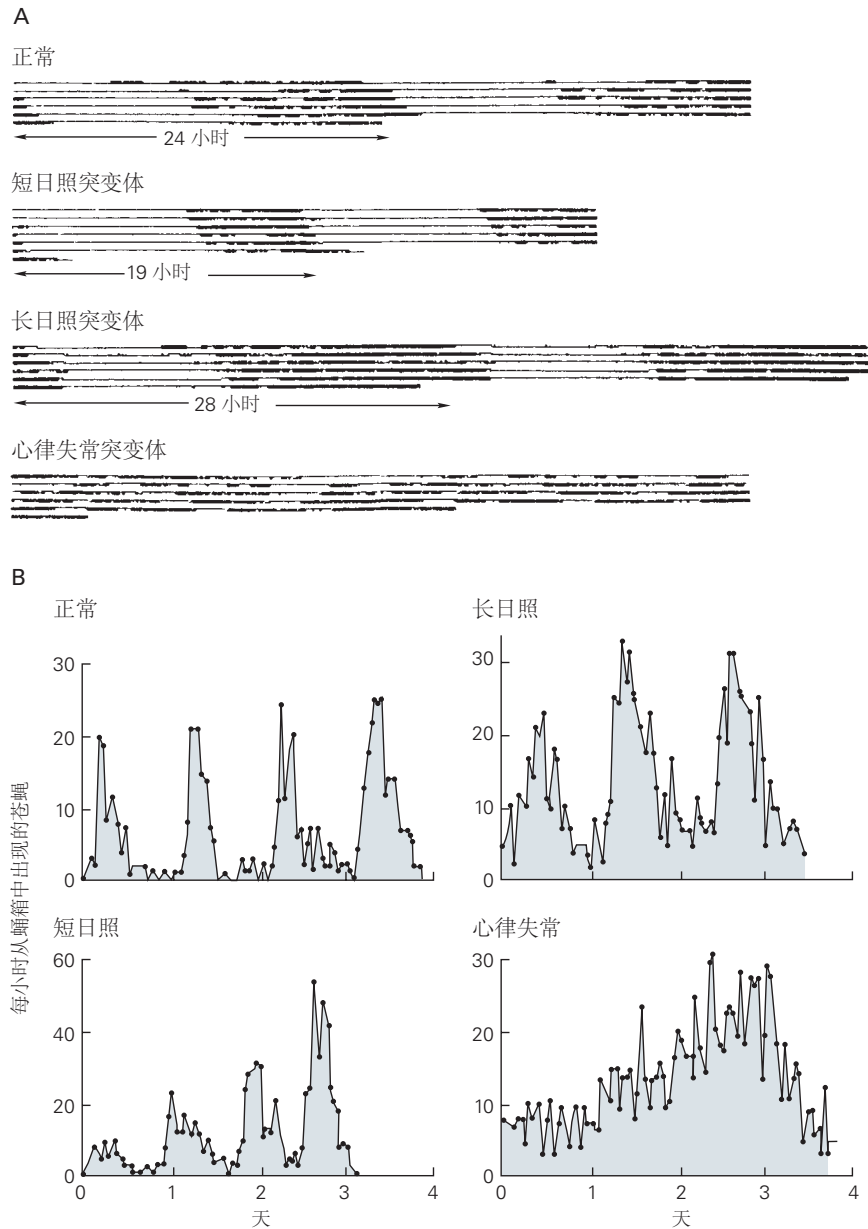 A
正常
24 小时
短日照突变体
19 小时
长日照突变体
28 小时
心律失常突变体
B
正常
长日照
30
20
10
0
30
20
10
0
每小时从蛹箱中出现的苍蝇
短日照
心律失常
60
40
20
0
0 1 2 3 4
天
30
20
10
5
0
0 1 2 3 4
天